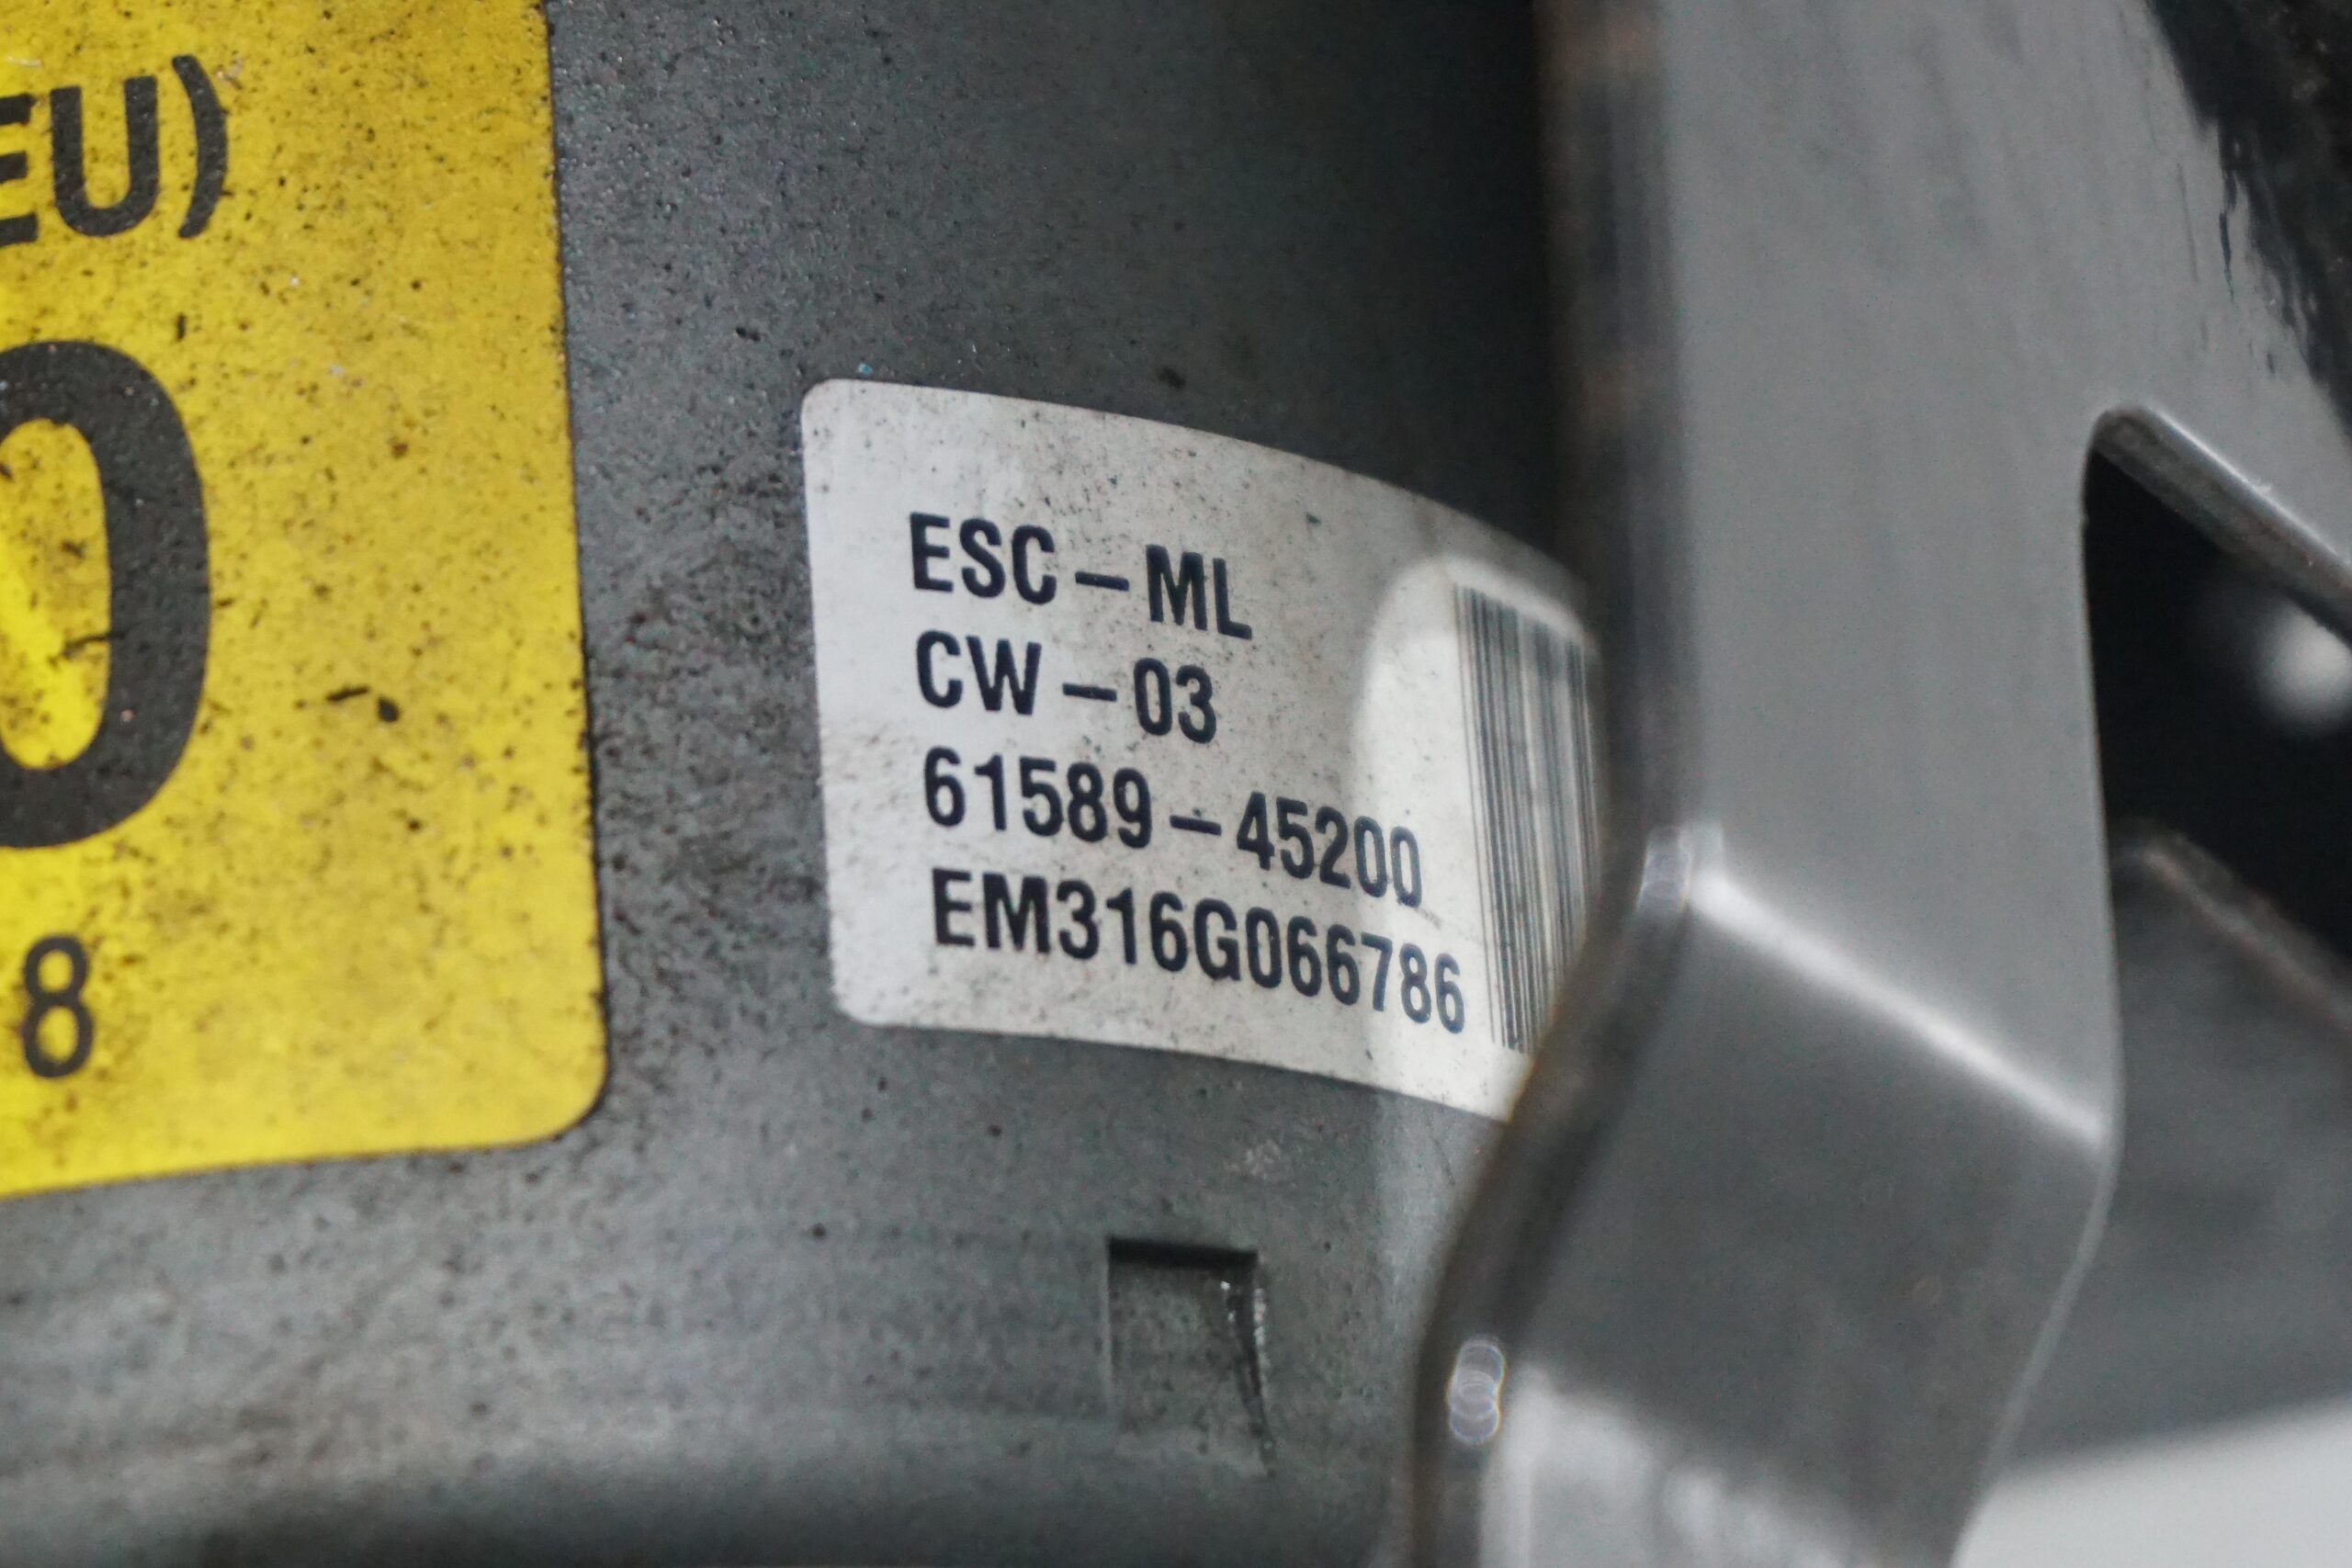 EU)
0
8
ESC-ML
CW-03
61589-45200
EM316G066786